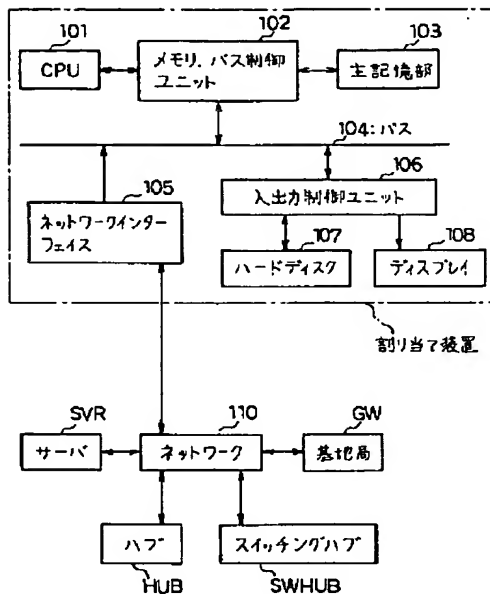 101
102
103
CPU
メモリ、バス制御
ユニット
主記憶部
104:バス
105
106
ネットワークインター
フェイス
入出力制御ユニット
107
108
ハードディスク
ディスプレイ
割り当て装置
SVR
110
GW
サーバ
ネットワーク
基地局
ハブ
スイッチングハブ
HUB
SWHUB